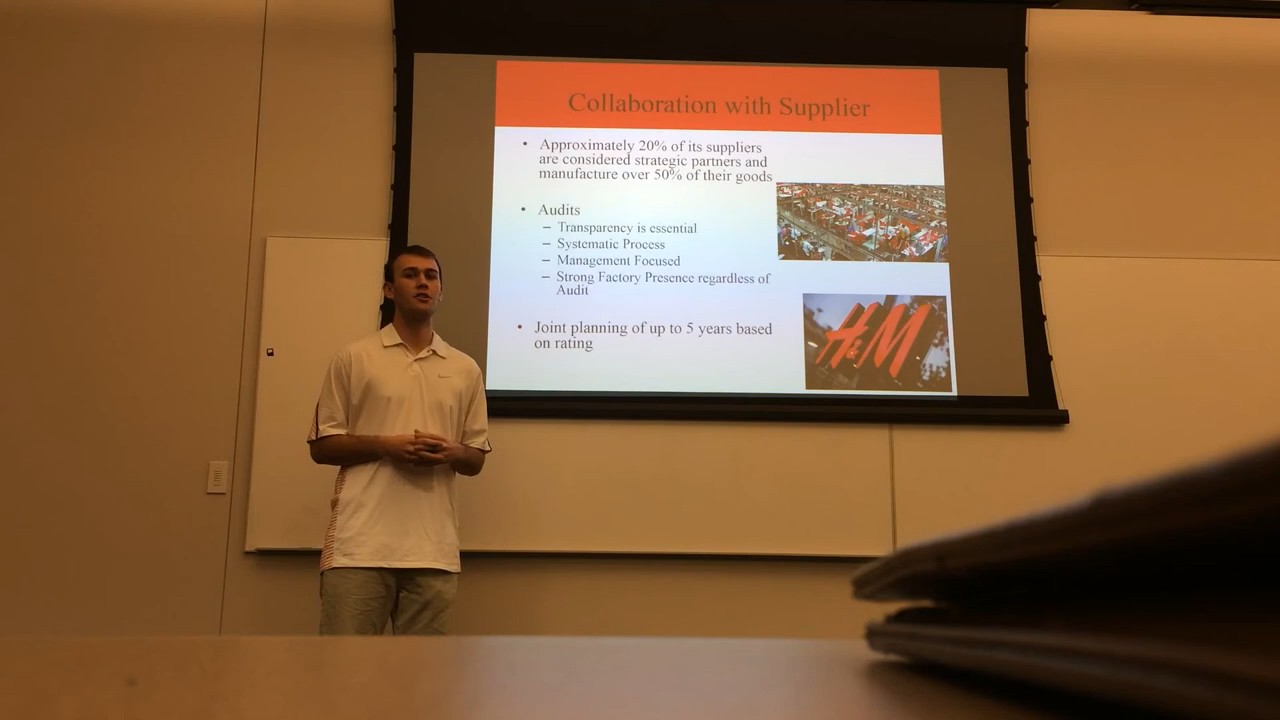 Collaboration with Supplier
• Approximately 20% of its suppliers
are considered strategic partners and
manufacture over 50% of their goods
• Audits
– Transparency is essential
– Systematic Process
– Management Focused
– Strong Factory Presence regardless of
Audit
• Joint planning of up to 5 years based
on rating
H&M